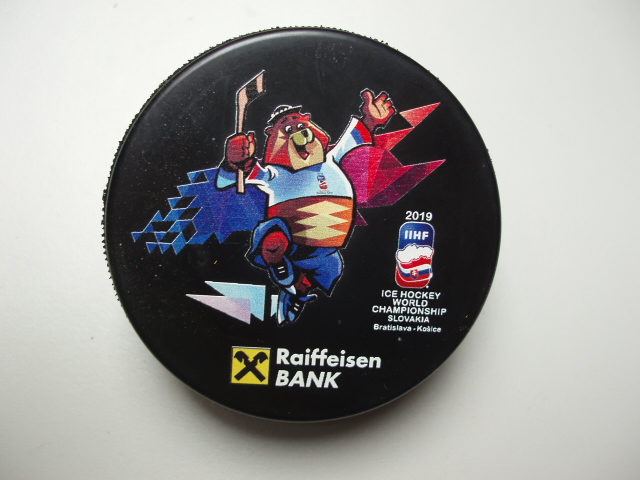 2019
IIHF
ICE HOCKEY
WORLD
CHAMPIONSHIP
SLOVAKIA
Bratislava - Košice
Raiffeisen
BANK